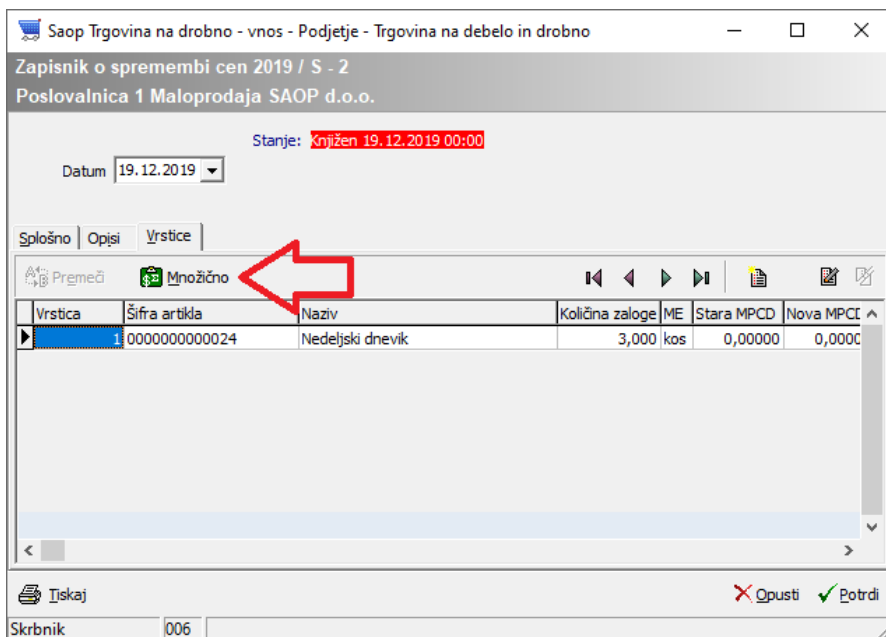 Saop Trgovina na drobno - vnos - Podjetje - Trgovina na debelo in drobno
Zapisnik o spremembi cen 2019 / S - 2
Poslovalnica 1 Maloprodaja SAOP d.o.o.
Stanje: Knjižen 19.12.2019 00:00
Datum 19.12.2019
Splošno Opisi Vrstice
Premeči Množično
Vrstica Šifra artikla Naziv Količina zaloge ME Stara MPCD Nova MPCD
1 0000000000024 Nedeljski dnevik 3,000 kos 0,00000 0,0000
Tiskaj Opusti Potrdi
Skrbnik 006